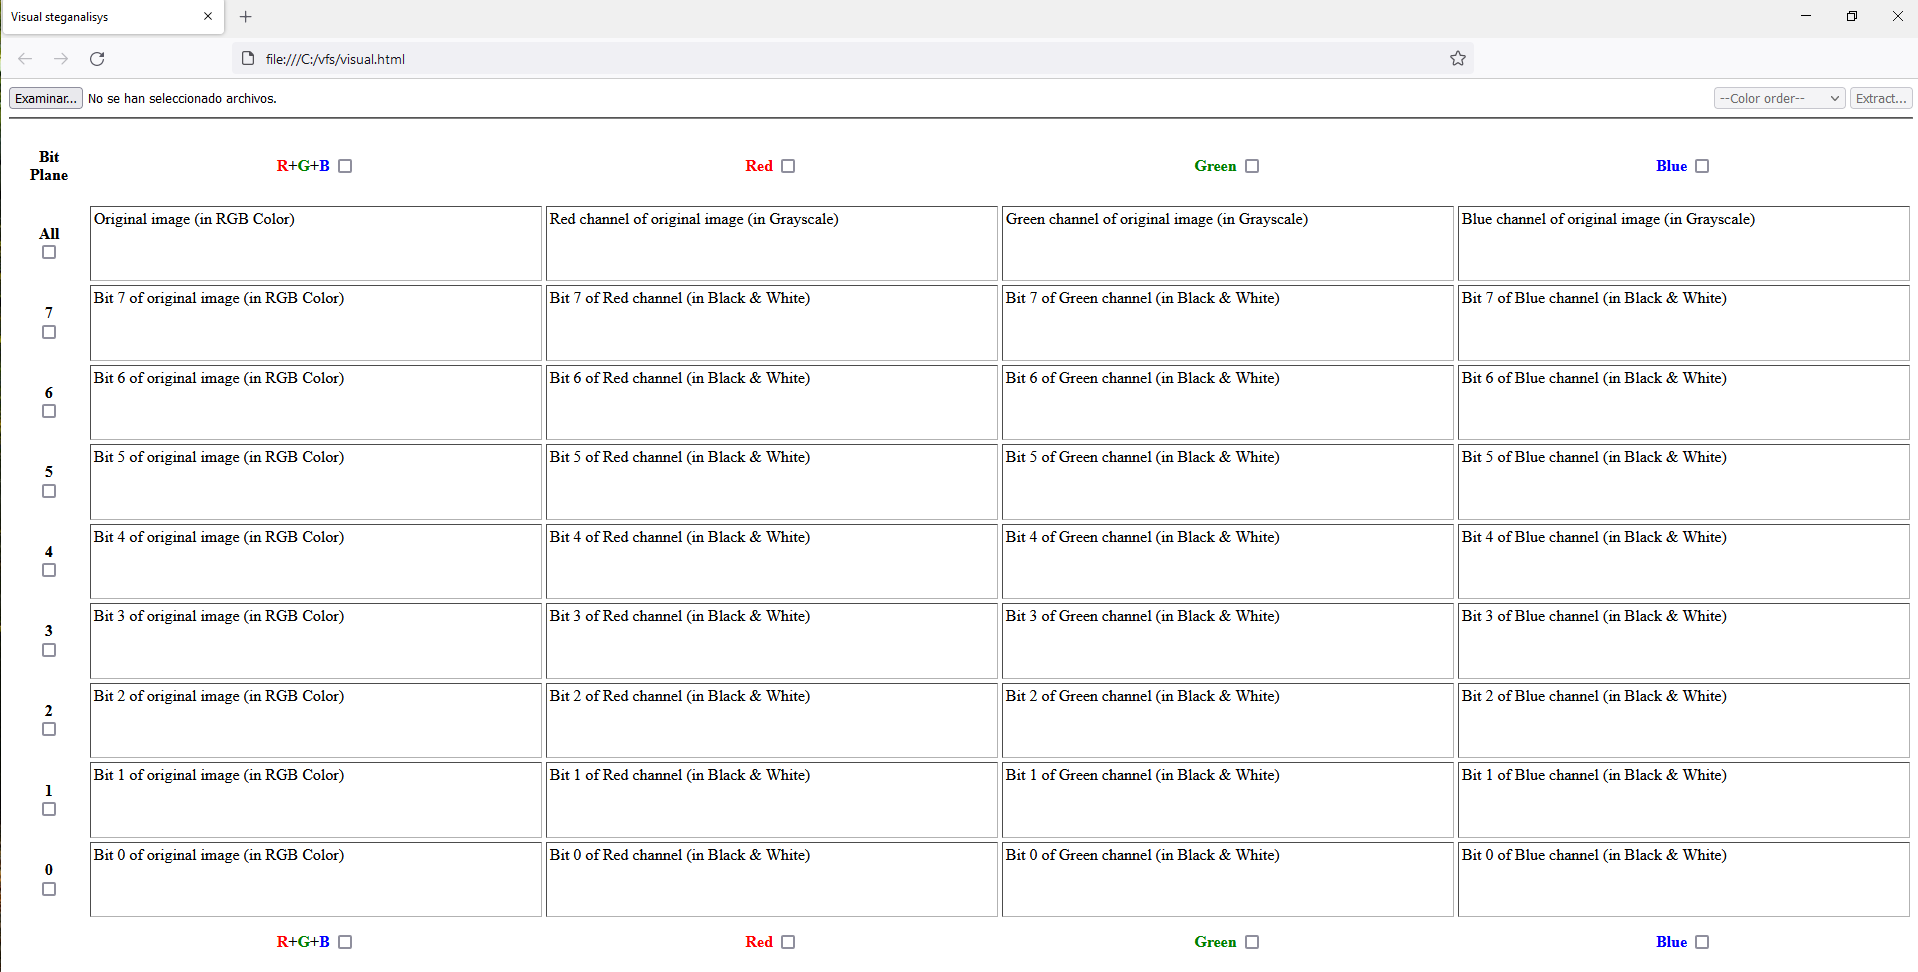 Visual steganalisys
file:///C:/vfs/visual.html
Examinar... No se han seleccionado archivos. --Color order-- Extract...
Bit
Plane
R+G+B Red Green Blue
All
Original image (in RGB Color) Red channel of original image (in Grayscale) Green channel of original image (in Grayscale) Blue channel of original image (in Grayscale)
7
Bit 7 of original image (in RGB Color) Bit 7 of Red channel (in Black & White) Bit 7 of Green channel (in Black & White) Bit 7 of Blue channel (in Black & White)
6
Bit 6 of original image (in RGB Color) Bit 6 of Red channel (in Black & White) Bit 6 of Green channel (in Black & White) Bit 6 of Blue channel (in Black & White)
5
Bit 5 of original image (in RGB Color) Bit 5 of Red channel (in Black & White) Bit 5 of Green channel (in Black & White) Bit 5 of Blue channel (in Black & White)
4
Bit 4 of original image (in RGB Color) Bit 4 of Red channel (in Black & White) Bit 4 of Green channel (in Black & White) Bit 4 of Blue channel (in Black & White)
3
Bit 3 of original image (in RGB Color) Bit 3 of Red channel (in Black & White) Bit 3 of Green channel (in Black & White) Bit 3 of Blue channel (in Black & White)
2
Bit 2 of original image (in RGB Color) Bit 2 of Red channel (in Black & White) Bit 2 of Green channel (in Black & White) Bit 2 of Blue channel (in Black & White)
1
Bit 1 of original image (in RGB Color) Bit 1 of Red channel (in Black & White) Bit 1 of Green channel (in Black & White) Bit 1 of Blue channel (in Black & White)
0
Bit 0 of original image (in RGB Color) Bit 0 of Red channel (in Black & White) Bit 0 of Green channel (in Black & White) Bit 0 of Blue channel (in Black & White)
R+G+B Red Green Blue